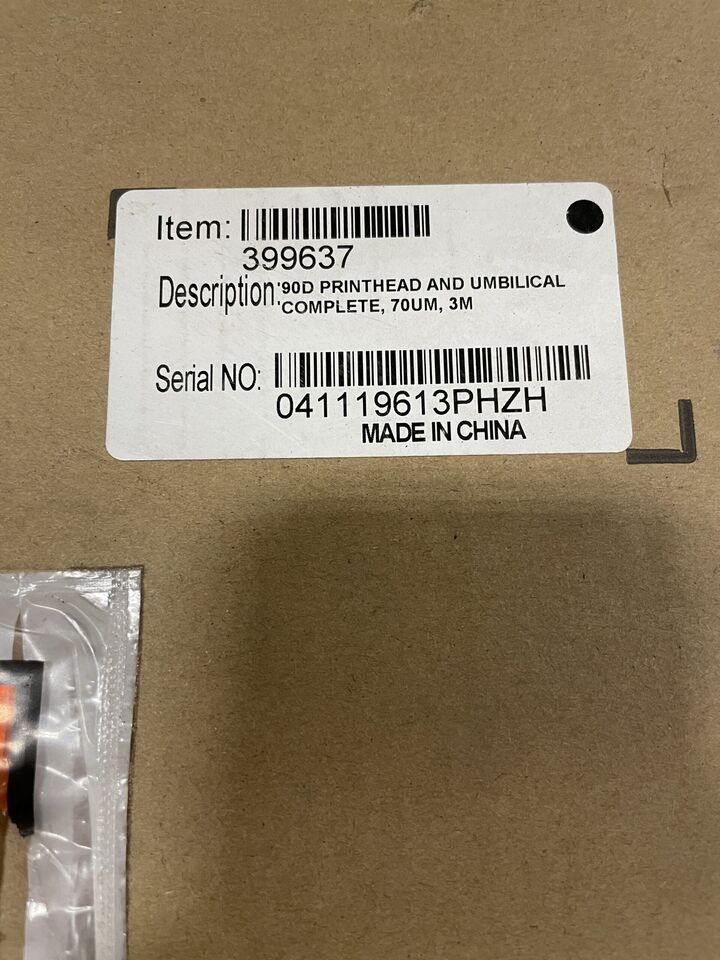 Item:
399637
Description: 90D PRINTHEAD AND UMBILICAL
COMPLETE, 70UM, 3M
Serial NO:
041119613PHZH
MADE IN CHINA